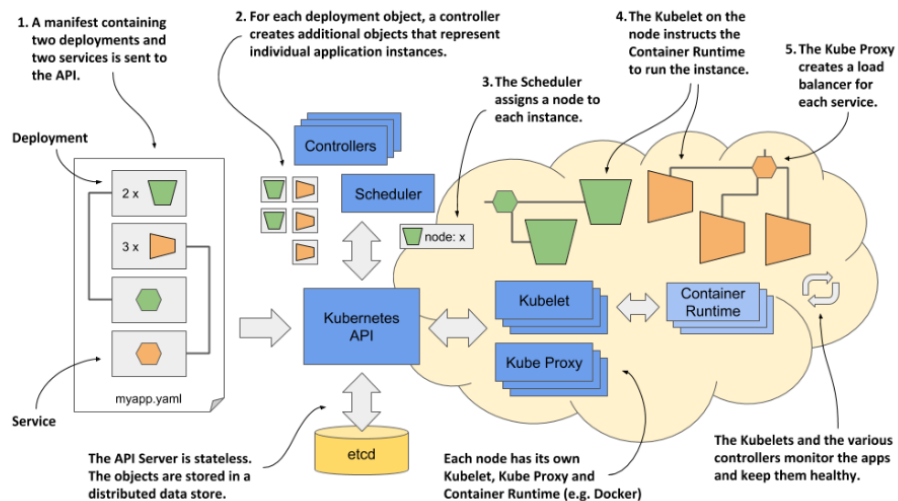 1. A manifest containing
two deployments and
two services is sent
to the API.
2. For each deployment object, a controller
creates additional objects that represent
individual application instances.
3. The Scheduler
assigns a node to
each instance.
4. The Kubelet on the
node instructs the
Container Runtime
to run the instance.
5. The Kube Proxy
creates a load
balancer for
each service.
Deployment
2 x
3 x
myapp.yaml
Service
Controllers
Scheduler
node: x
Kubernetes
API
Kubelet
Container
Runtime
Kube Proxy
etcd
The API Server is stateless.
The objects are stored in a
distributed data store.
Each node has its own
Kubelet, Kube Proxy and
Container Runtime (e.g. Docker)
The Kubelets and the various
controllers monitor the apps
and keep them healthy.